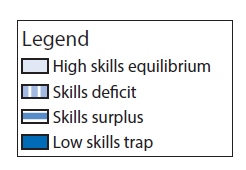 Legend
High skills equilibrium
Skills deficit
Skills surplus
Low skills trap